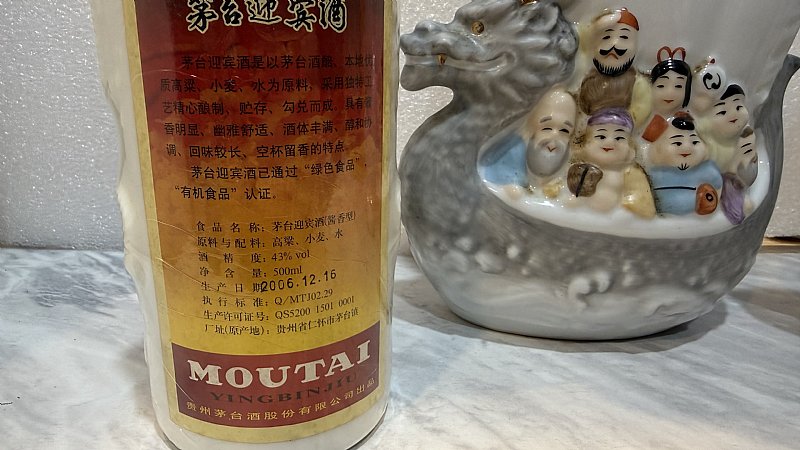 茅台迎宾酒
茅台迎宾酒是以茅台酒酿、本地优
质高粱、小麦、水为原料，采用独特工
艺精心酿制、贮存、勾兑而成。具有酱
香明显、幽雅舒适、酒体丰满、醇和协
调、回味较长、空杯留香的特点。
茅台迎宾酒已通过“绿色食品”、
“有机食品”认证。
食品名称：茅台迎宾酒(酱香型)
原料与配料：高粱、小麦、水
酒精度：43% vol
净含量：500ml
生产日期2006.12.16
执行标准：Q/MTJ02.29
生产许可证号：QS5200 1501 0001
厂址(原产地)：贵州省仁怀市茅台镇
MOUTAI
YINGBINJIU
贵州茅台酒股份有限公司出品